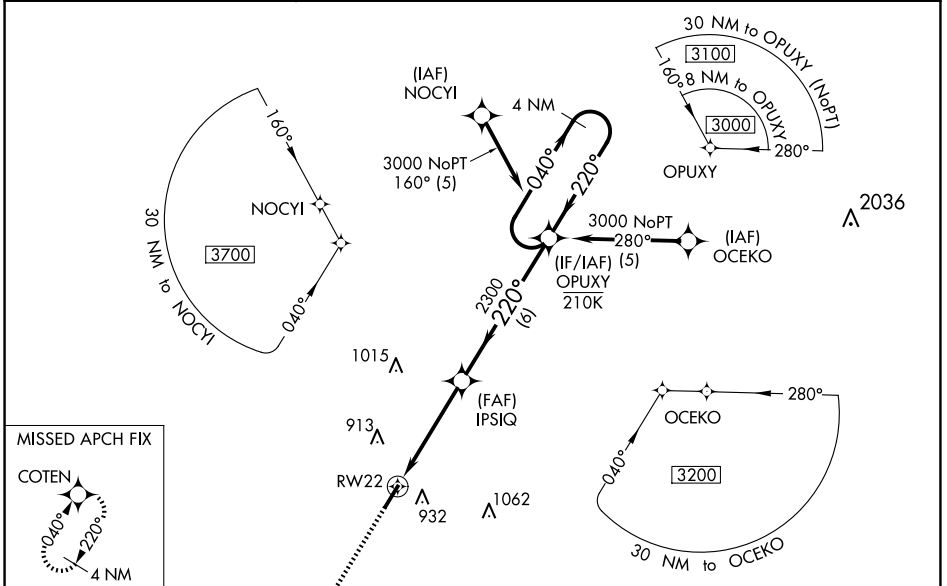 30 NM to OPUXY (NoPT)
3100
160°
8 NM to OPUXY
3000
280°
OPUXY
(IAF)
NOCYI
4 NM
3000 NoPT
160° (5)
040°
220°
160°
NOCYI
3700
30 NM to NOCYI
040°
2036
3000 NoPT
280°
(5)
(IAF)
OCEKO
(IF/IAF)
OPUXY
210K
2300
220°
(6)
1015
(FAF)
IPSIQ
913
RW22
932
1062
280°
OCEKO
040°
3200
30 NM to OCEKO
MISSED APCH FIX
COTEN
040°
220°
4 NM